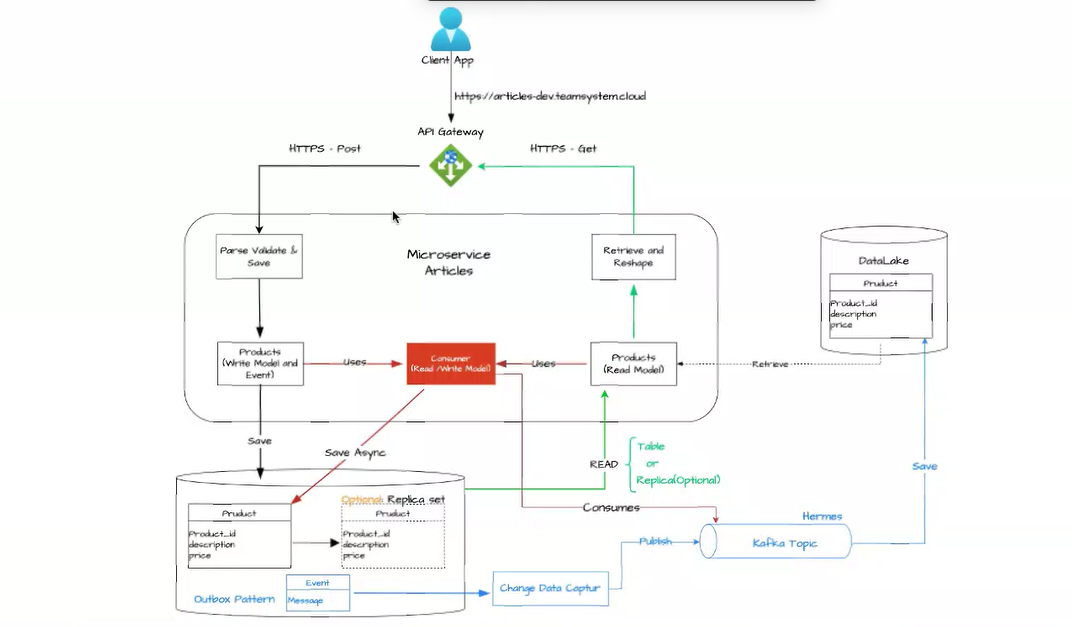 Client App
https://articles-dev.teamsystem.cloud
API Gateway
HTTPS - Post
HTTPS - Get
Parse Validate &
Save
Microservice
Articles
Retrieve and
Reshape
DataLake
Pruduct
Product_id
description
price
Products
(Write Model and
Event)
Uses
Consumer
(Read /Write Model)
Uses
Products
(Read Model)
Retrieve
Save
Save Async
READ
Table
or
Replica(Optional)
Save
Optional: Replica set
Pruduct
Product_id
description
price
Pruduct
Product_id
description
price
Consumes
Hermes
Publish
Kafka Topic
Outbox Pattern
Event
Message
Change Data Captur